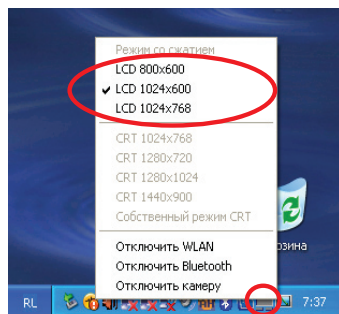 Режим со сжатием
LCD 800x600
LCD 1024x600
LCD 1024x768
CRT 1024x768
CRT 1280x720
CRT 1280x1024
CRT 1440x900
Собственный режим CRT
Отключить WLAN
Отключить Bluetooth
Отключить камеру
RL
7:37